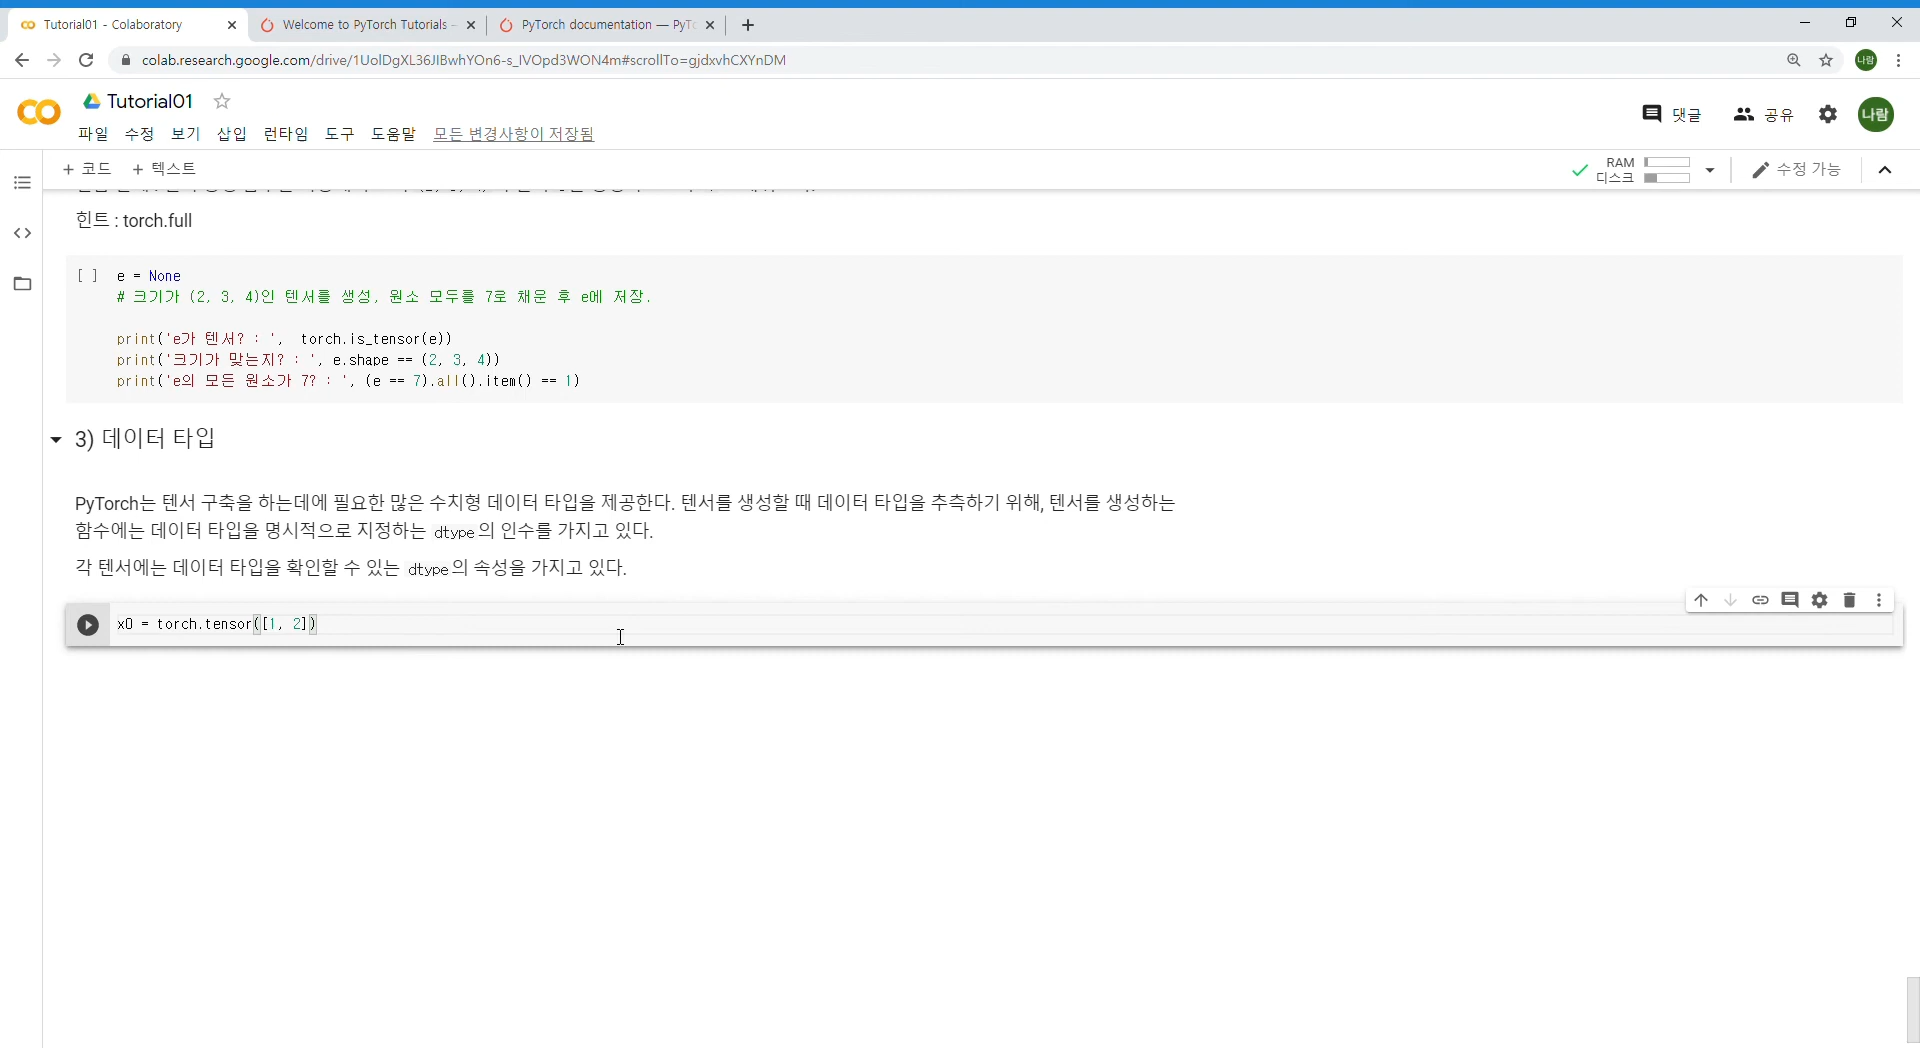 Tutorial01 - Colaboratory
Welcome to PyTorch Tutorials
PyTorch documentation — PyTo
colab.research.google.com/drive/1UolDgXL36JIBwhYOn6-s_IVOpd3WON4m#scrollTo=gjdxvhCXYnDM
나람
Tutorial01
댓글
공유
나람
파일 수정 보기 삽입 런타임 도구 도움말 모든 변경사항이 저장됨
+ 코드 + 텍스트
RAM
디스크
수정 가능
힌트 : torch.full
[ ] e = None
# 크기가 (2, 3, 4)인 텐서를 생성, 원소 모두를 7로 채운 후 e에 저장.
print('e가 텐서? : ', torch.is_tensor(e))
print('크기가 맞는지? : ', e.shape == (2, 3, 4))
print('e의 모든 원소가 7? : ', (e == 7).all().item() == 1)
3) 데이터 타입
PyTorch는 텐서 구축을 하는데에 필요한 많은 수치형 데이터 타입을 제공한다. 텐서를 생성할 때 데이터 타입을 추측하기 위해, 텐서를 생성하는
함수에는 데이터 타입을 명시적으로 지정하는 dtype의 인수를 가지고 있다.
각 텐서에는 데이터 타입을 확인할 수 있는 dtype의 속성을 가지고 있다.
x0 = torch.tensor([1, 2])